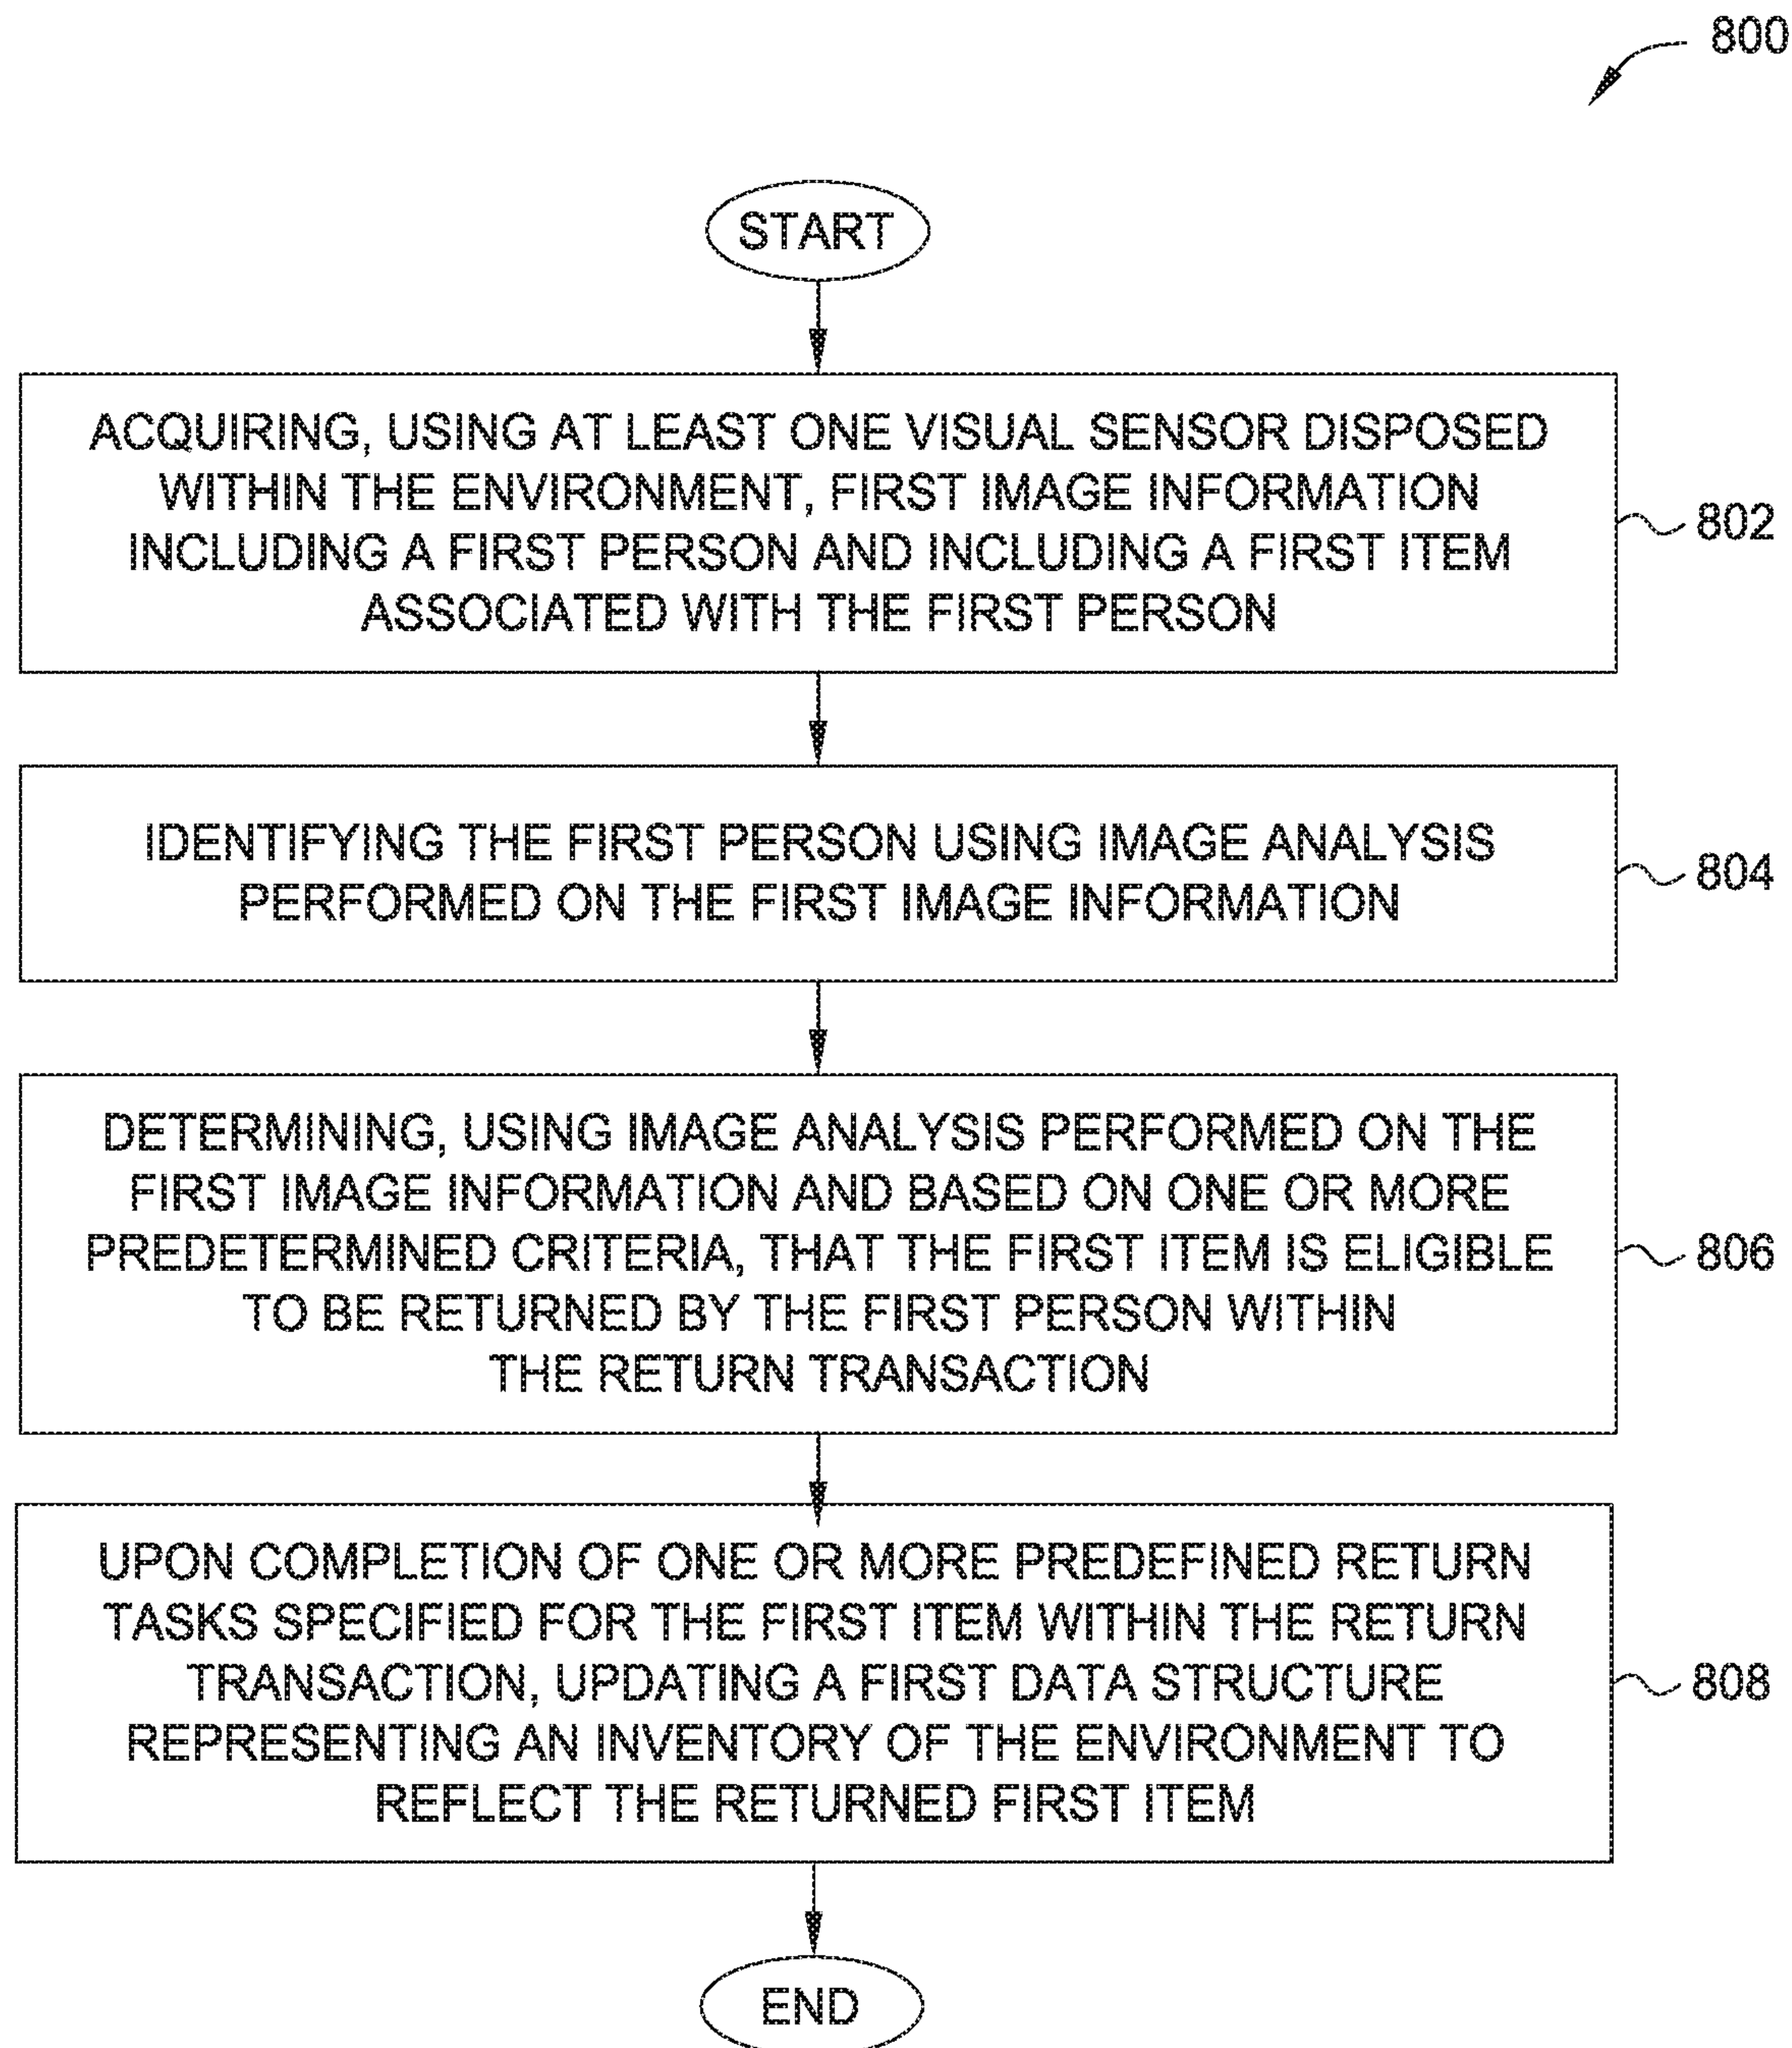 800
START
ACQUIRING, USING AT LEAST ONE VISUAL SENSOR DISPOSED
WITHIN THE ENVIRONMENT, FIRST IMAGE INFORMATION
INCLUDING A FIRST PERSON AND INCLUDING A FIRST ITEM
ASSOCIATED WITH THE FIRST PERSON
802
IDENTIFYING THE FIRST PERSON USING IMAGE ANALYSIS
PERFORMED ON THE FIRST IMAGE INFORMATION
804
DETERMINING, USING IMAGE ANALYSIS PERFORMED ON THE
FIRST IMAGE INFORMATION AND BASED ON ONE OR MORE
PREDETERMINED CRITERIA, THAT THE FIRST ITEM IS ELIGIBLE
TO BE RETURNED BY THE FIRST PERSON WITHIN
THE RETURN TRANSACTION
806
UPON COMPLETION OF ONE OR MORE PREDEFINED RETURN
TASKS SPECIFIED FOR THE FIRST ITEM WITHIN THE RETURN
TRANSACTION, UPDATING A FIRST DATA STRUCTURE
REPRESENTING AN INVENTORY OF THE ENVIRONMENT TO
REFLECT THE RETURNED FIRST ITEM
808
END